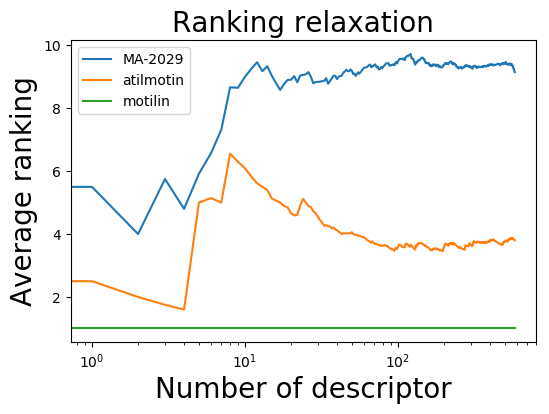 Ranking relaxation
Average ranking
10
8
6
4
2
MA-2029
atilmotin
motilin
10⁰
10¹
10²
Number of descriptor